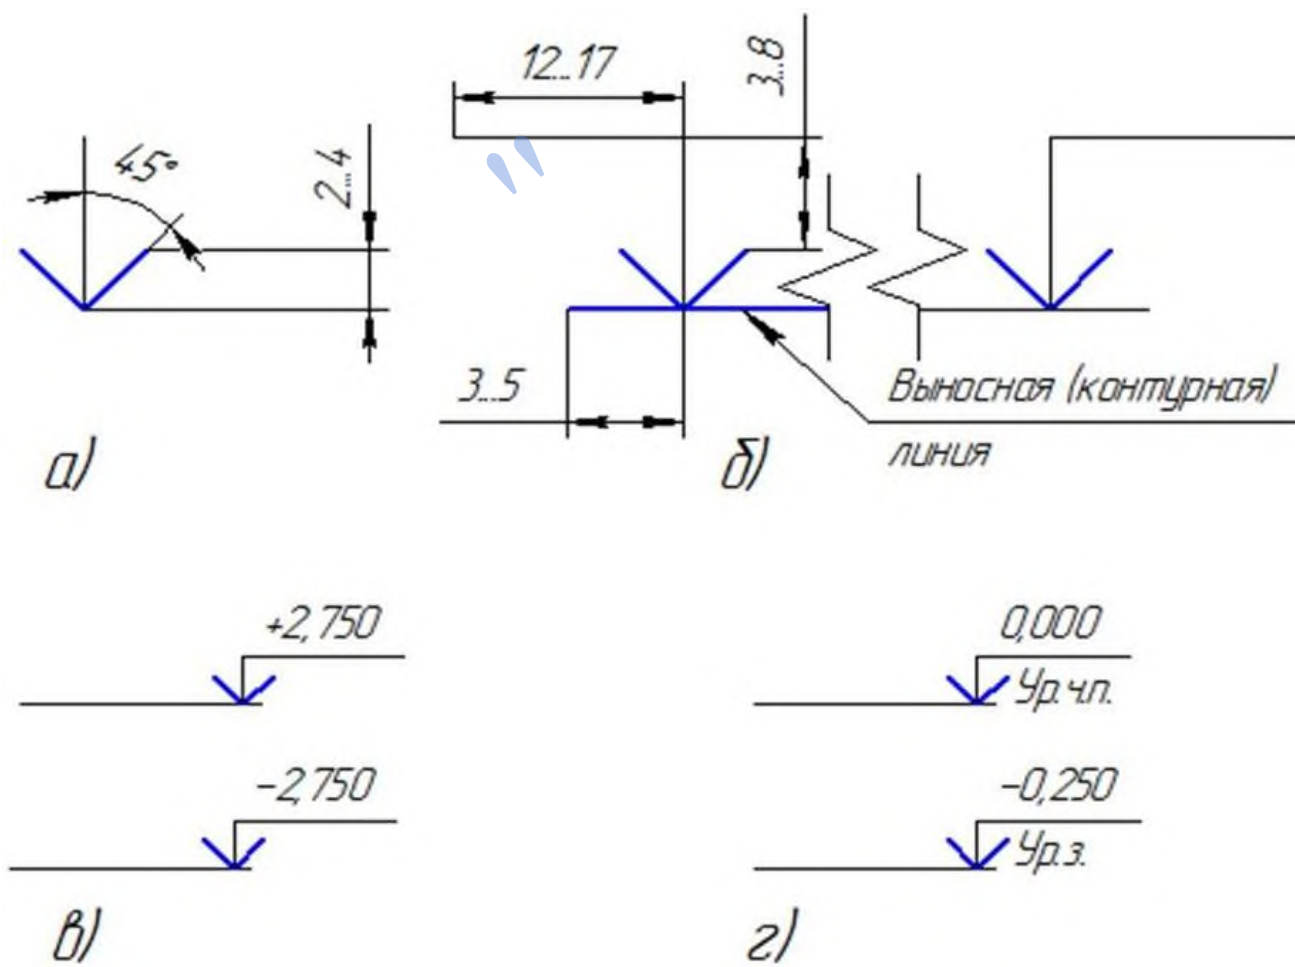 12...17
3...8
45°
2...4
3...5
Выносная (контурная)
линия
а)
б)
+2,750
0,000
Ур.ч.п.
-2,750
-0,250
Ур.з.
в)
г)